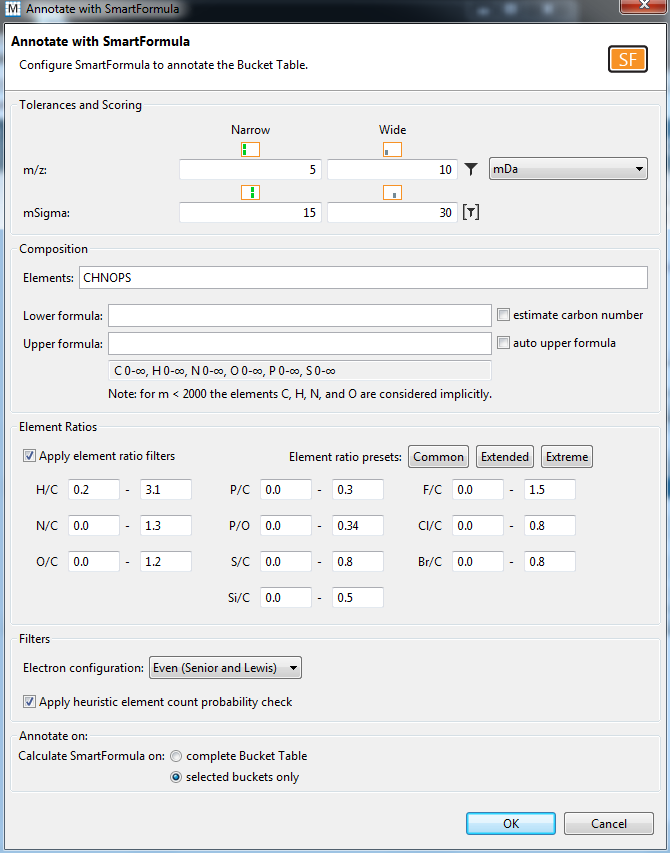 M Annotate with SmartFormula
Annotate with SmartFormula
Configure SmartFormula to annotate the Bucket Table.
SF
Tolerances and Scoring
Narrow Wide
m/z: 5 10 mDa
mSigma: 15 30
Composition
Elements: CHNOPS
Lower formula: estimate carbon number
Upper formula: auto upper formula
C 0-∞, H 0-∞, N 0-∞, O 0-∞, P 0-∞, S 0-∞
Note: for m < 2000 the elements C, H, N, and O are considered implicitly.
Element Ratios
Apply element ratio filters Element ratio presets: Common Extended Extreme
H/C 0.2 - 3.1 P/C 0.0 - 0.3 F/C 0.0 - 1.5
N/C 0.0 - 1.3 P/O 0.0 - 0.34 Cl/C 0.0 - 0.8
O/C 0.0 - 1.2 S/C 0.0 - 0.8 Br/C 0.0 - 0.8
Si/C 0.0 - 0.5
Filters
Electron configuration: Even (Senior and Lewis)
Apply heuristic element count probability check
Annotate on:
Calculate SmartFormula on: complete Bucket Table
selected buckets only
OK Cancel